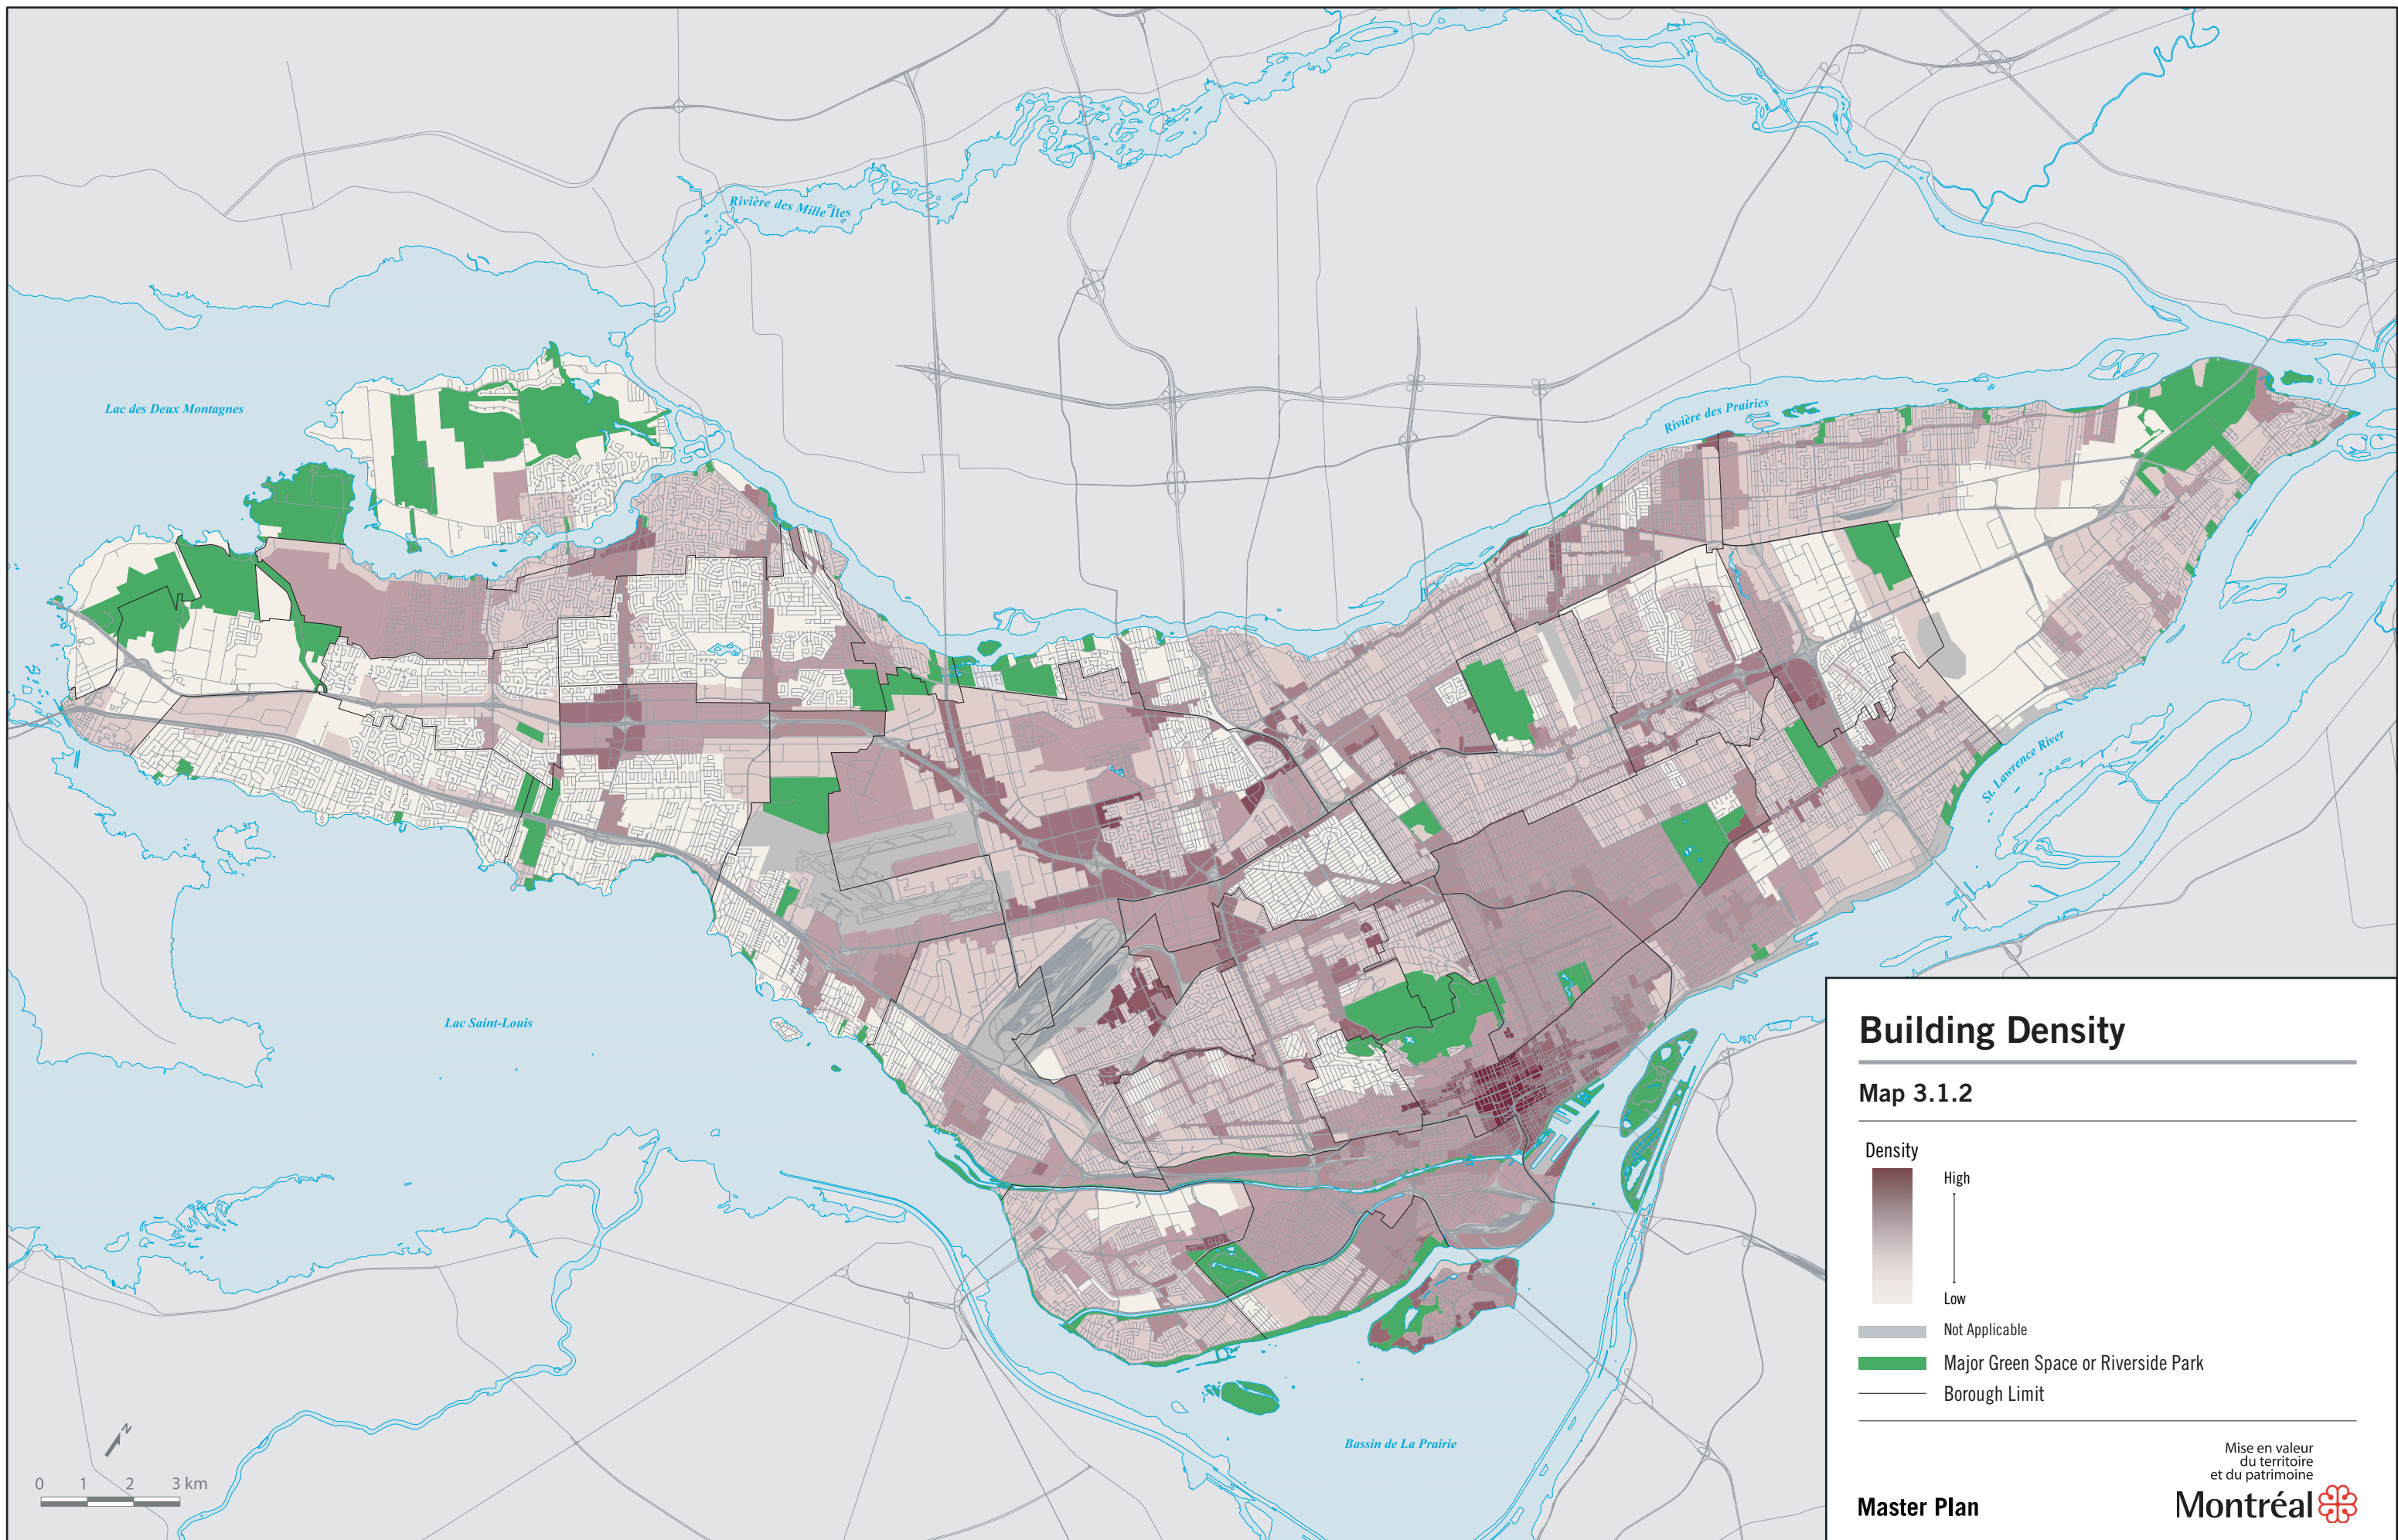 Rivière des Mille Îles
Lac des Deux Montagnes
Rivière des Prairies
St. Lawrence River
Lac Saint-Louis
Bassin de La Prairie
N
0 1 2 3 km
Building Density
Map 3.1.2
Density
High
Low
Not Applicable
Major Green Space or Riverside Park
Borough Limit
Mise en valeur
du territoire
et du patrimoine
Master Plan
Montréal